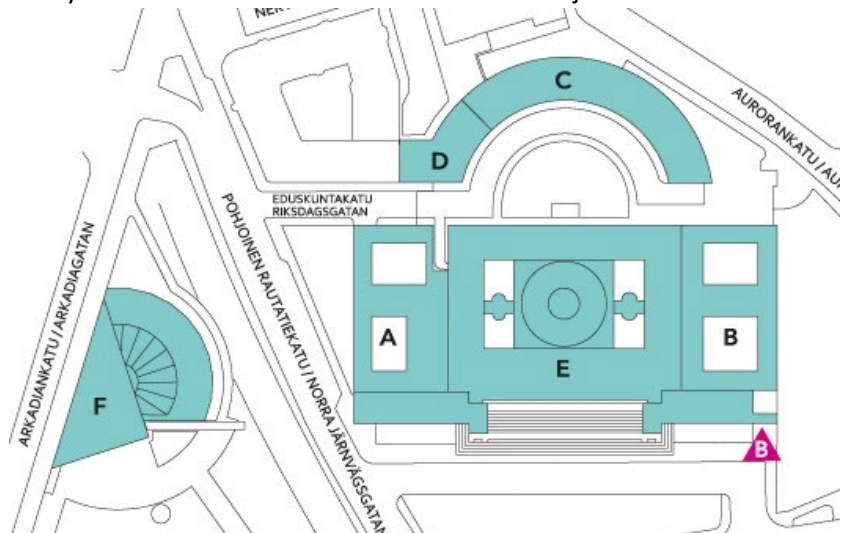 C
AURORANKATU / AU
D
EDUSKUNTAKATU
RIKSDAGSGATAN
POHJOINEN RAUTATIEKATU / NORRA JÄRNVÄGSGATAN
ARKADIANKATU / ARKADIAGATAN
A
B
E
F
B